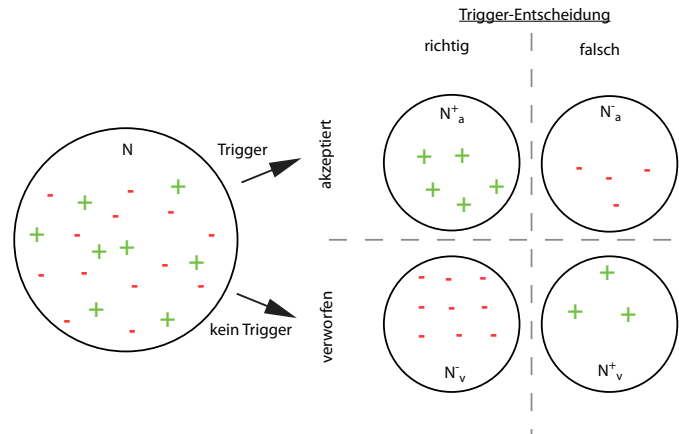 Trigger-Entscheidung
richtig
falsch
N
Trigger
kein Trigger
akzeptiert
N⁺ₐ
N⁻ₐ
verworfen
N⁻ᵥ
N⁺ᵥ